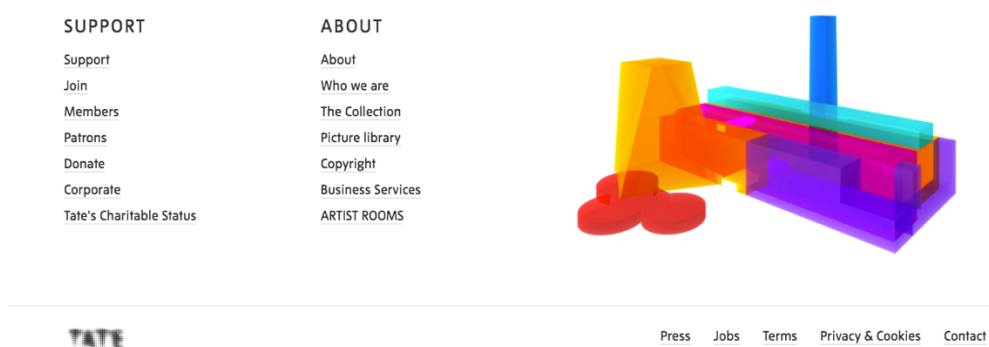 SUPPORT
Support
Join
Members
Patrons
Donate
Corporate
Tate's Charitable Status
ABOUT
About
Who we are
The Collection
Picture library
Copyright
Business Services
ARTIST ROOMS
TATE
Press Jobs Terms Privacy & Cookies Contact